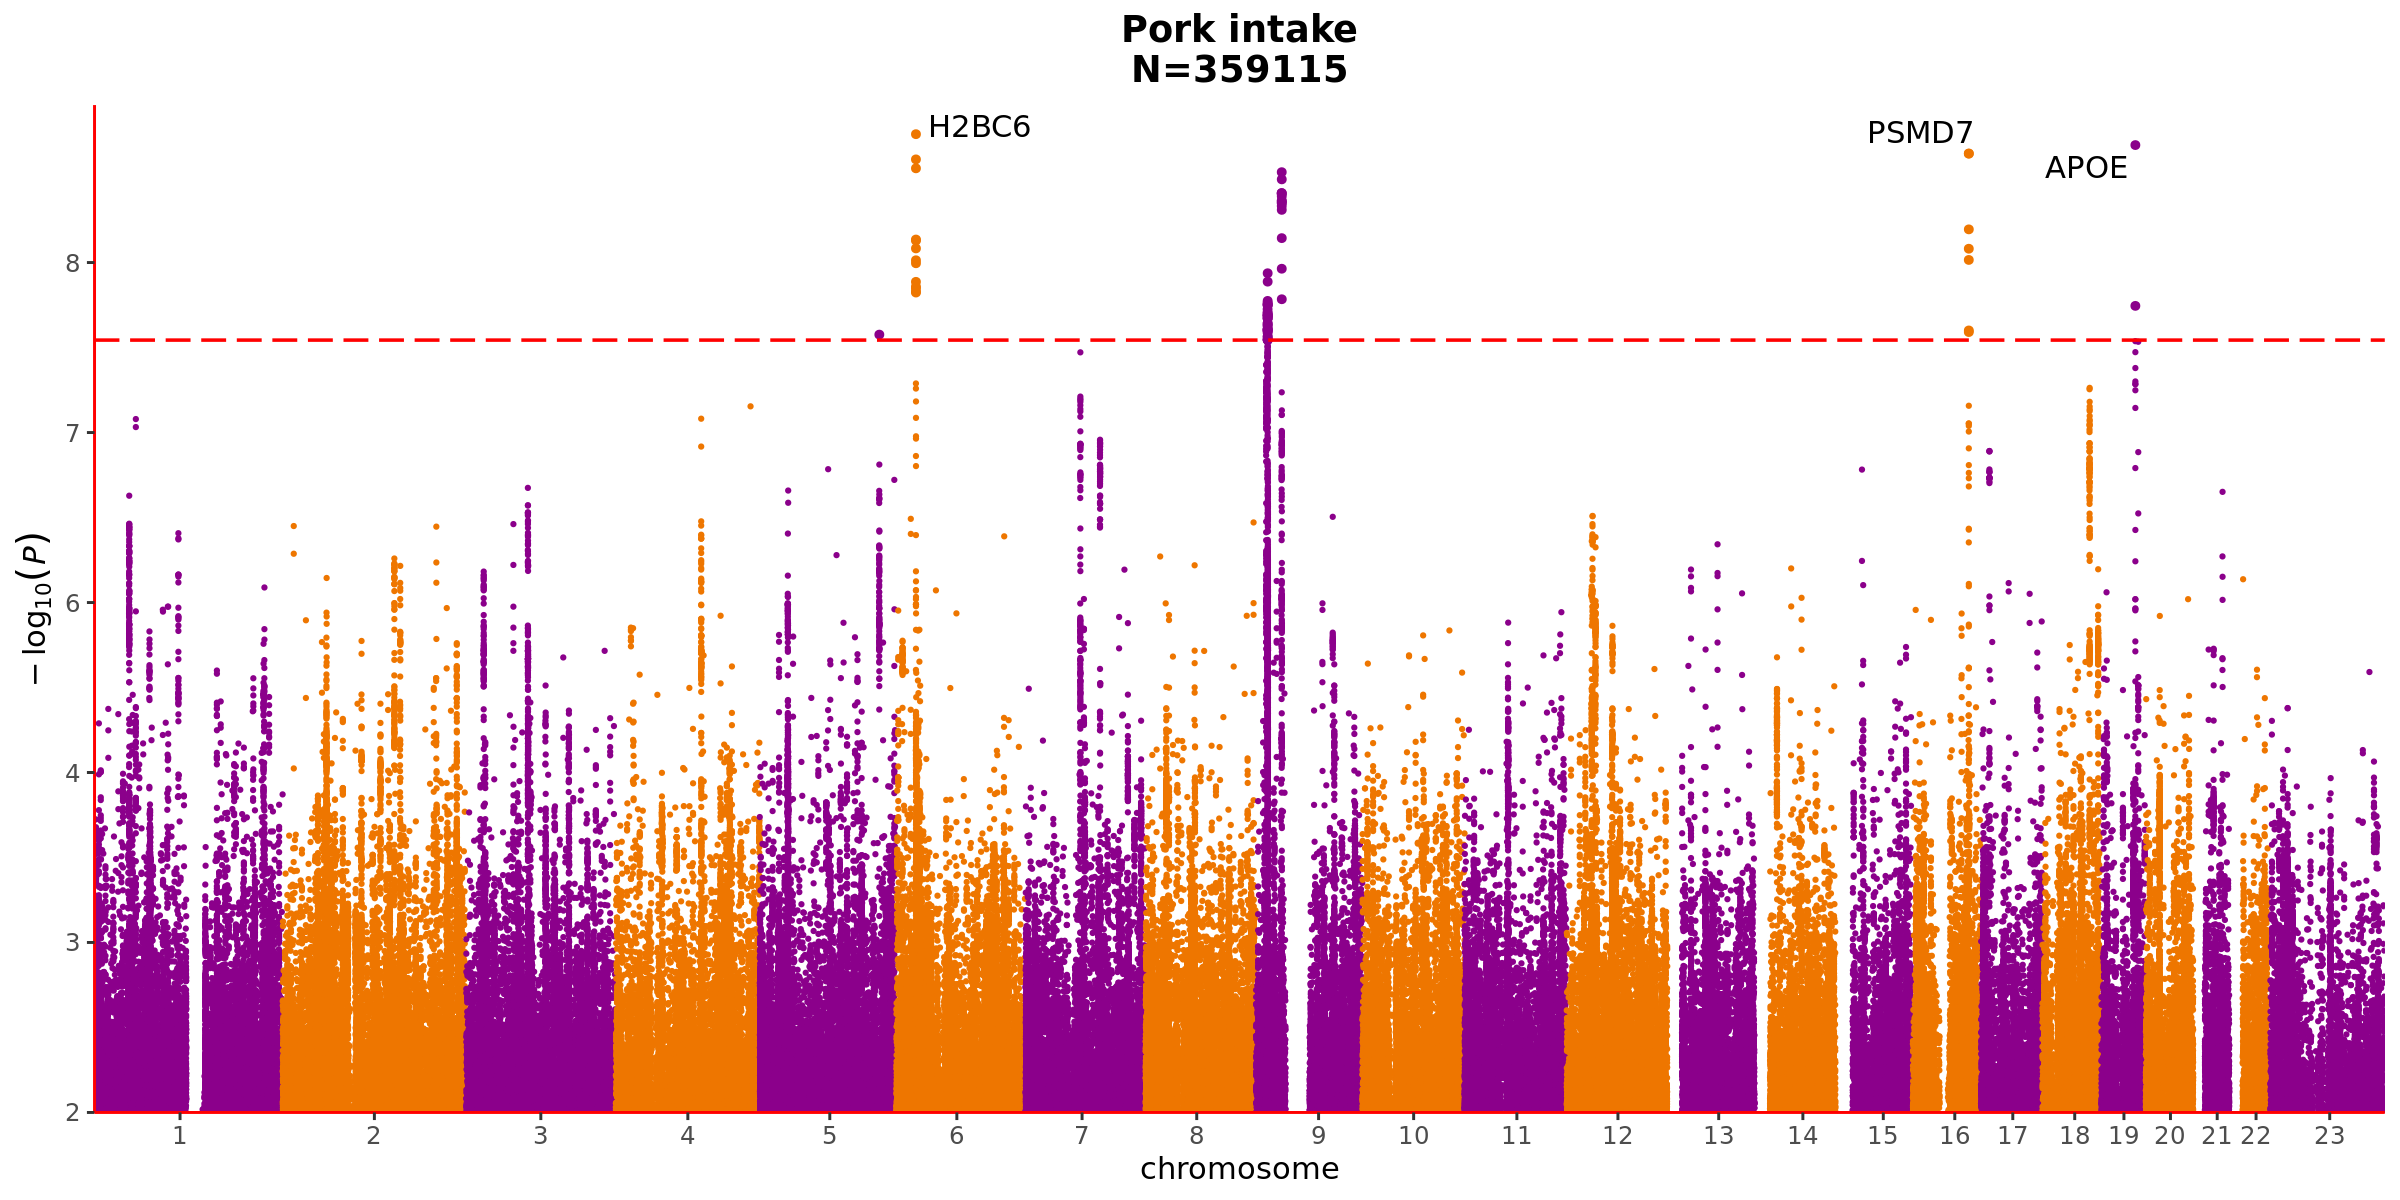 Pork intake
N=359115
H2BC6
PSMD7
APOE
8
7
6
4
3
2
−log₁₀(P)
1 2 3 4 5 6 7 8 9 10 11 12 13 14 15 16 17 18 19 20 21 22 23
chromosome